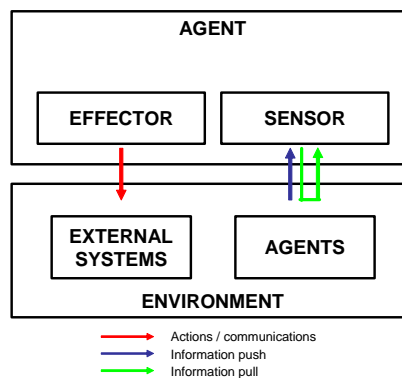 AGENT
EFFECTOR
SENSOR
EXTERNAL
SYSTEMS
AGENTS
ENVIRONMENT
Actions / communications
Information push
Information pull